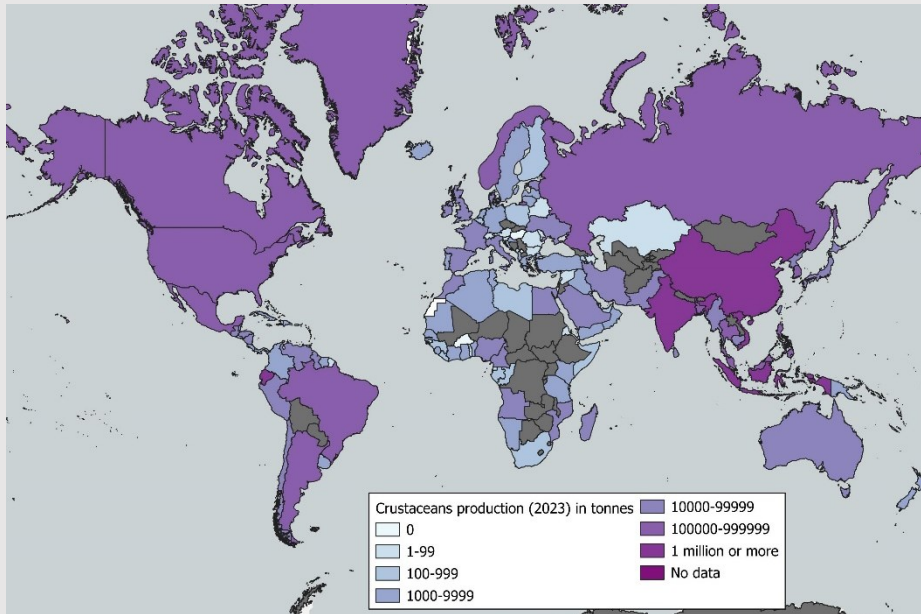 Crustaceans production (2023) in tonnes
0
1-99
100-999
1000-9999
10000-99999
100000-999999
1 million or more
No data